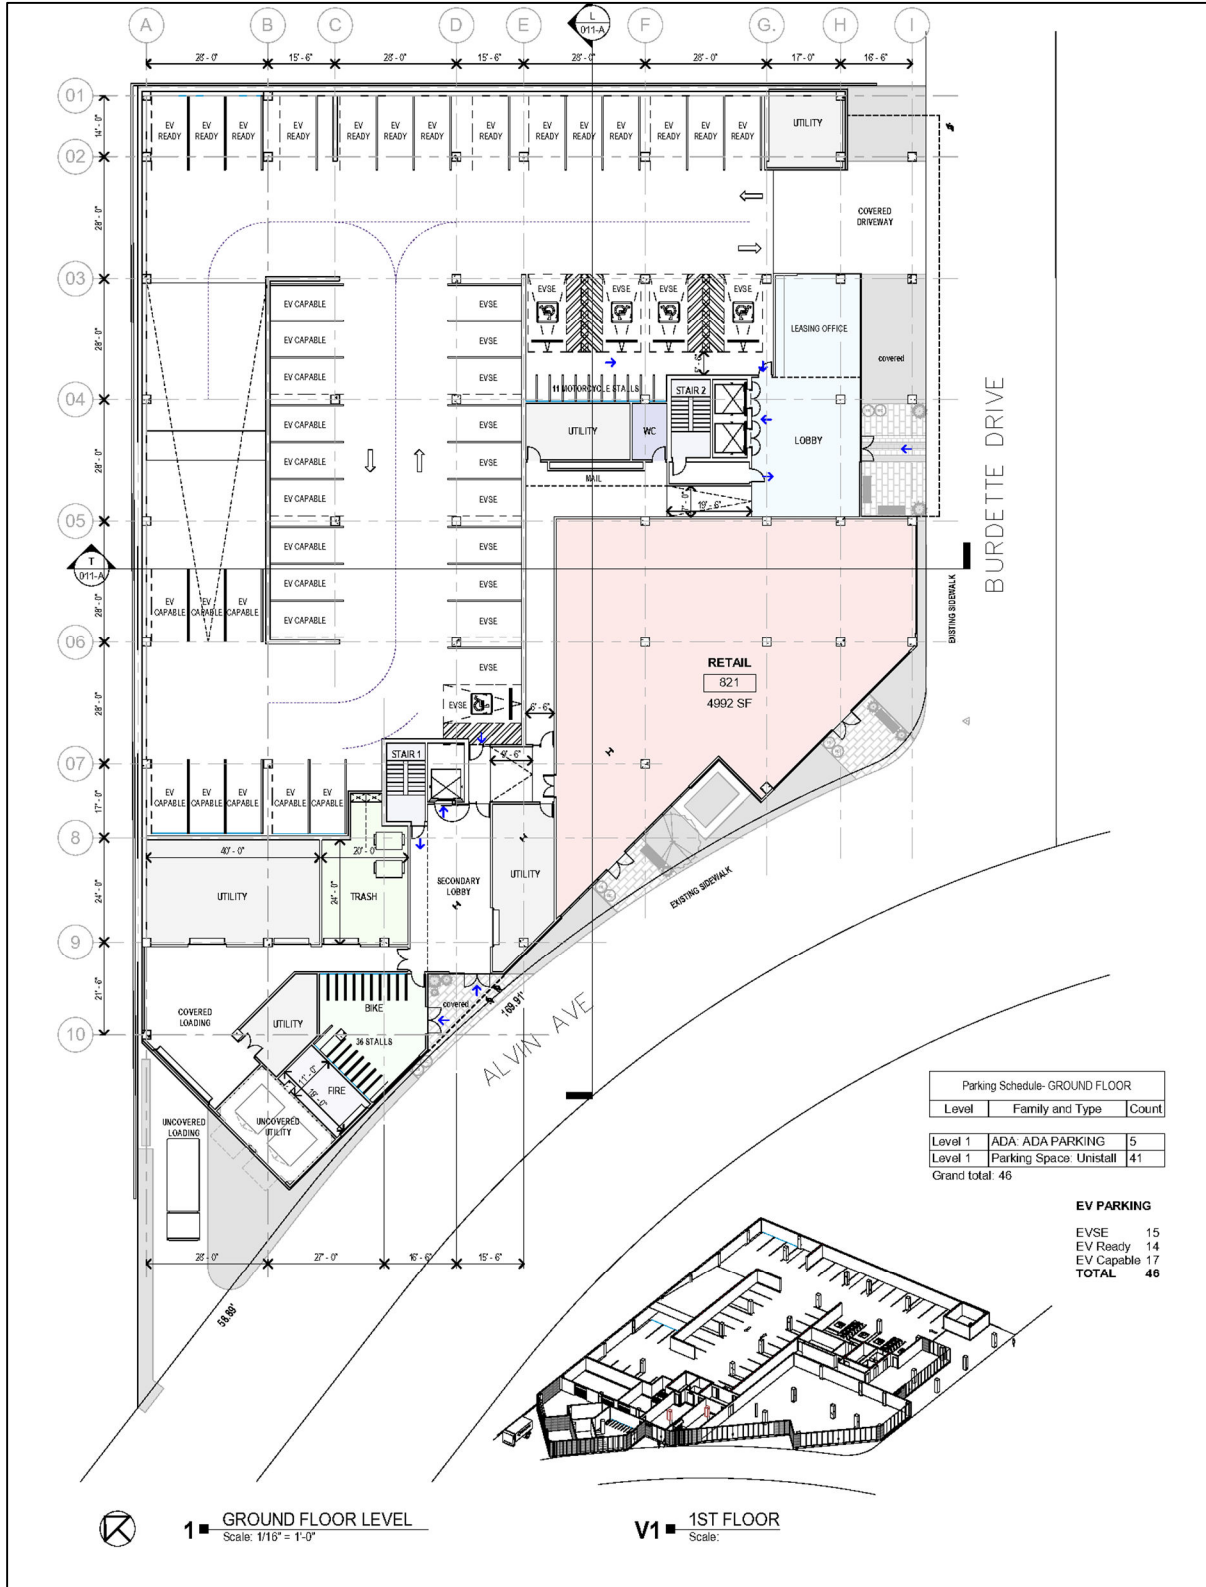 A B C D E F G. H I
L
011-A
28' - 0" 15' - 6" 28' - 0" 15' - 6" 28' - 0" 28' - 0" 17' - 0" 16' - 6"
01
14' - 0"
EV READY
EV READY
EV READY
EV READY
EV READY
EV READY
EV READY
EV READY
EV READY
EV READY
EV READY
EV READY
EV READY
EV READY
UTILITY
02
28' - 0"
COVERED
DRIVEWAY
03
28' - 0"
EV CAPABLE
EV CAPABLE
EV CAPABLE
EV CAPABLE
EV CAPABLE
EV CAPABLE
EV CAPABLE
EV CAPABLE
EV CAPABLE
EVSE
EVSE
EVSE
EVSE
EVSE
EVSE
EVSE
EVSE
EVSE
EVSE
EVSE EVSE EVSE EVSE
LEASING OFFICE
covered
11 MOTORCYCLE STALLS
STAIR 2
04
28' - 0"
UTILITY
WC
LOBBY
MAIL
19' - 6"
BURDETTE DRIVE
05
T
011-A
28' - 0"
EV CAPABLE
EV CAPABLE
EV CAPABLE
EXISTING SIDEWALK
06
28' - 0"
RETAIL
821
4992 SF
EVSE
6' - 6"
07
17' - 0"
STAIR 1
EV CAPABLE
EV CAPABLE
EV CAPABLE
EV CAPABLE
EV CAPABLE
8
40' - 0" 20' - 0"
24' - 0"
24' - 0"
UTILITY
TRASH
SECONDARY
LOBBY
UTILITY
EXISTING SIDEWALK
9
21' - 6"
COVERED
LOADING
UTILITY
BIKE
36 STALLS
covered
169.91'
10
11' - 0"
FIRE
ALVIN AVE
UNCOVERED
LOADING
UNCOVERED
UTILITY
28' - 0" 27' - 0" 16' - 6" 15' - 6"
58.89'
Parking Schedule- GROUND FLOOR
Level Family and Type Count
Level 1 ADA: ADA PARKING 5
Level 1 Parking Space: Unistall 41
Grand total: 46
EV PARKING
EVSE 15
EV Ready 14
EV Capable 17
TOTAL 46
1 GROUND FLOOR LEVEL
Scale: 1/16" = 1'-0"
V1 1ST FLOOR
Scale: